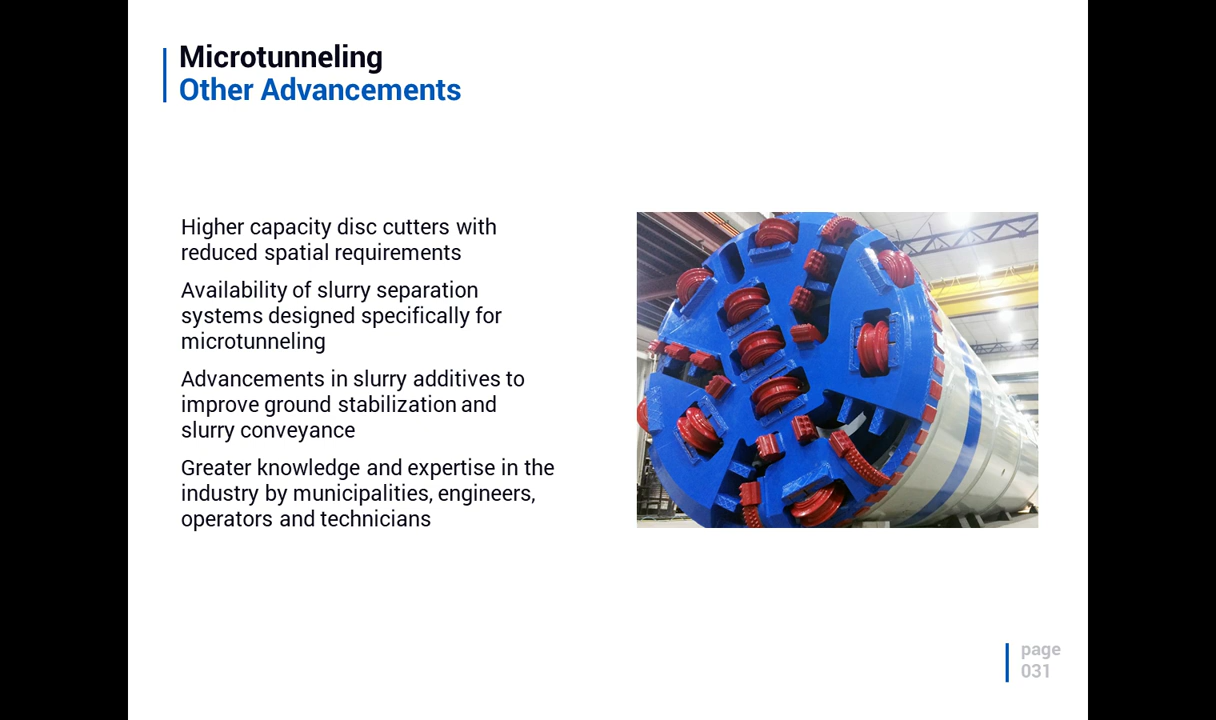 Microtunneling
Other Advancements
Higher capacity disc cutters with
reduced spatial requirements
Availability of slurry separation
systems designed specifically for
microtunneling
Advancements in slurry additives to
improve ground stabilization and
slurry conveyance
Greater knowledge and expertise in the
industry by municipalities, engineers,
operators and technicians
page
031